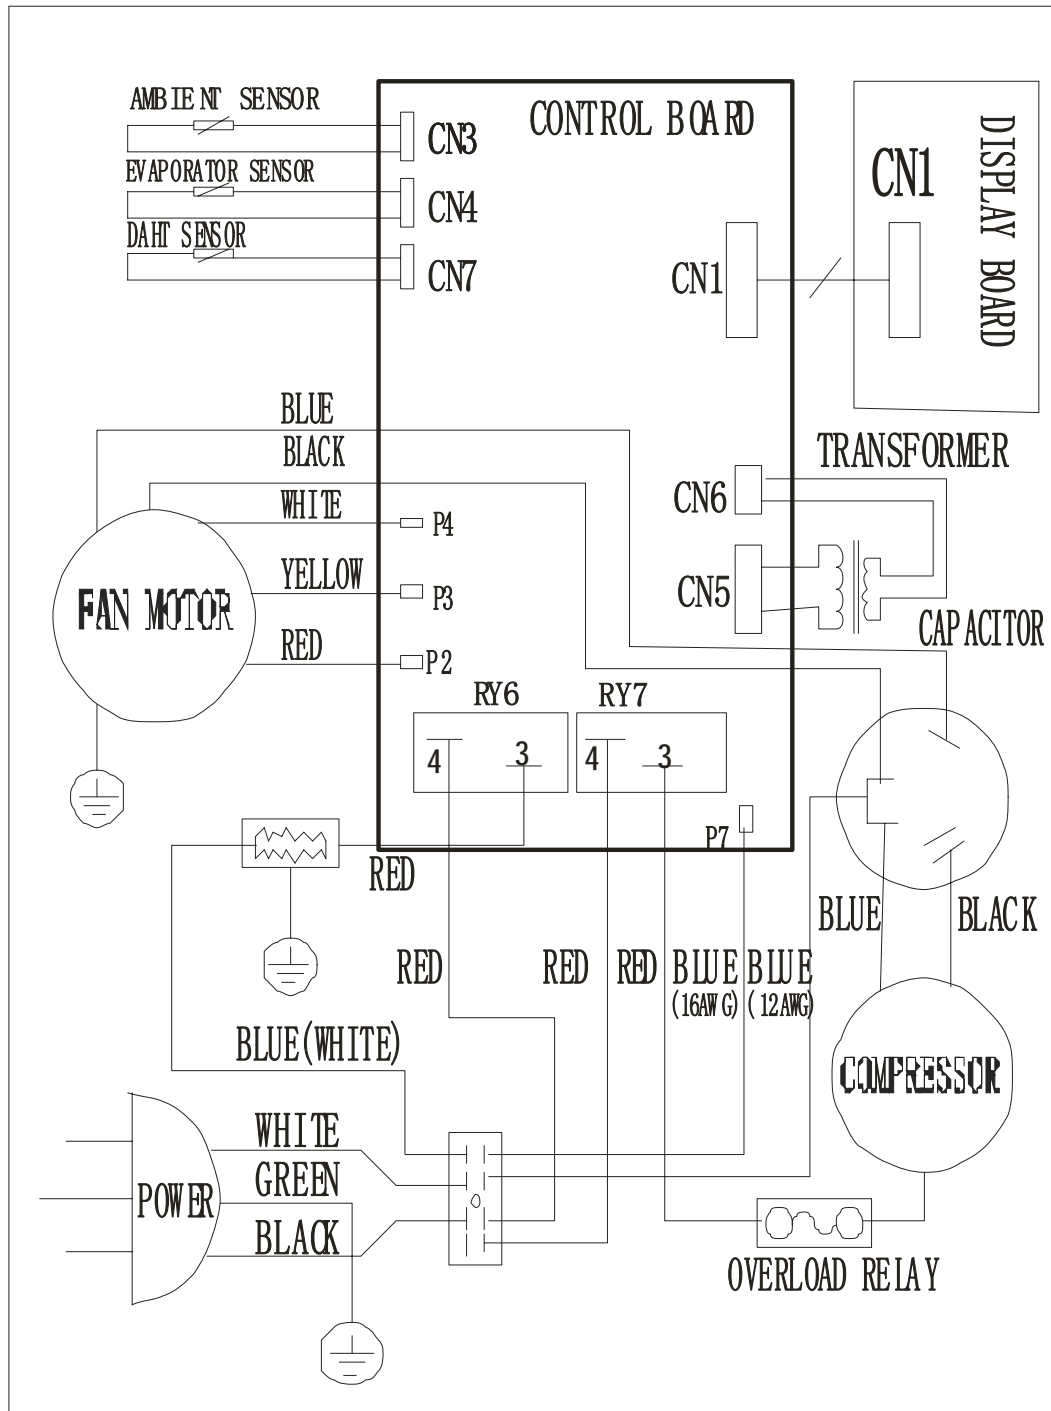 AMBIENT SENSOR
CONTROL BOARD
DISPLAY BOARD
CN3
CN1
EVAPORATOR SENSOR
CN4
DAHT SENSOR
CN7
CN1
BLUE
BLACK
TRANSFORMER
WHITE
P4
CN6
YELLOW
P3
CN5
FAN MOTOR
CAPACITOR
RED
P2
RY6
RY7
4
3
4
3
P7
RED
BLUE
BLACK
RED
RED
RED
BLUE
(16AWG)
BLUE
(12AWG)
BLUE(WHITE)
COMPRESSOR
WHITE
GREEN
POWER
BLACK
OVERLOAD RELAY